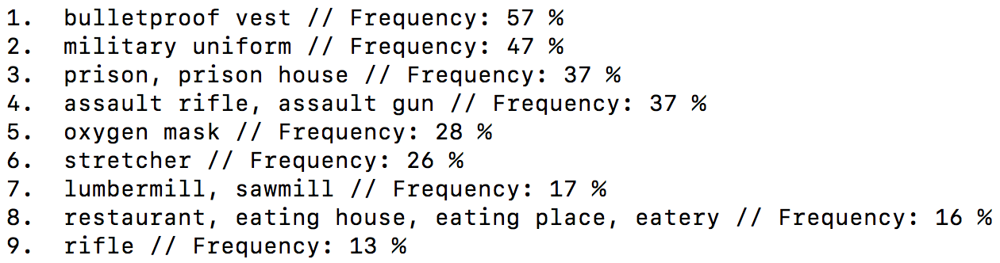 1. bulletproof vest // Frequency: 57 %
2. military uniform // Frequency: 47 %
3. prison, prison house // Frequency: 37 %
4. assault rifle, assault gun // Frequency: 37 %
5. oxygen mask // Frequency: 28 %
6. stretcher // Frequency: 26 %
7. lumbermill, sawmill // Frequency: 17 %
8. restaurant, eating house, eating place, eatery // Frequency: 16 %
9. rifle // Frequency: 13 %